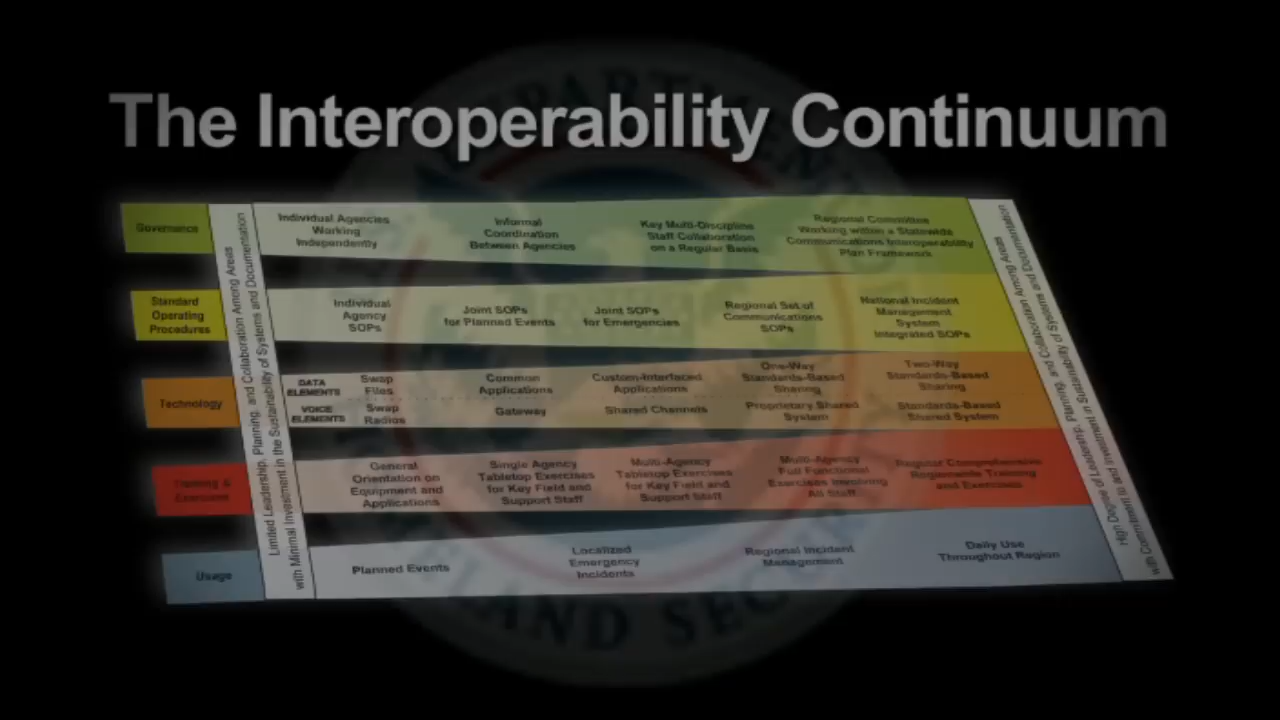 The Interoperability Continuum
Governance
Limited Leadership, Planning, and Collaboration Among Areas
with Minimal Investment in the Sustainability of Systems and Documentation
Individual Agencies
Working
Independently
Informal
Coordination
Between Agencies
Key Multi-Discipline
Staff Collaboration
on a Regular Basis
Regional Committee
Working within a Statewide
Communications Interoperability
Plan Framework
High Degree of Leadership, Planning, and Collaboration Among Areas
with Commitment to and Investment in Sustainability of Systems and Documentation
Standard
Operating
Procedures
Individual
Agency
SOPs
Joint SOPs
for Planned Events
Joint SOPs
for Emergencies
Regional Set of
Communications
SOPs
National Incident
Management
System
Integrated SOPs
Technology
DATA
ELEMENTS
Swap
Files
Common
Applications
Custom-Interfaced
Applications
One-Way
Standards-Based
Sharing
Two-Way
Standards-Based
Sharing
VOICE
ELEMENTS
Swap
Radios
Gateway
Shared Channels
Proprietary Shared
System
Standards-Based
Shared System
Training &
Exercises
General
Orientation on
Equipment and
Applications
Single Agency
Tabletop Exercises
for Key Field and
Support Staff
Multi-Agency
Tabletop Exercises
for Key Field and
Support Staff
Multi-Agency
Full Functional
Exercises Involving
All Staff
Regular Comprehensive
Regionwide Training
and Exercises
Usage
Planned Events
Localized
Emergency
Incidents
Regional Incident
Management
Daily Use
Throughout Region
DEPARTMENT
LAND SEC